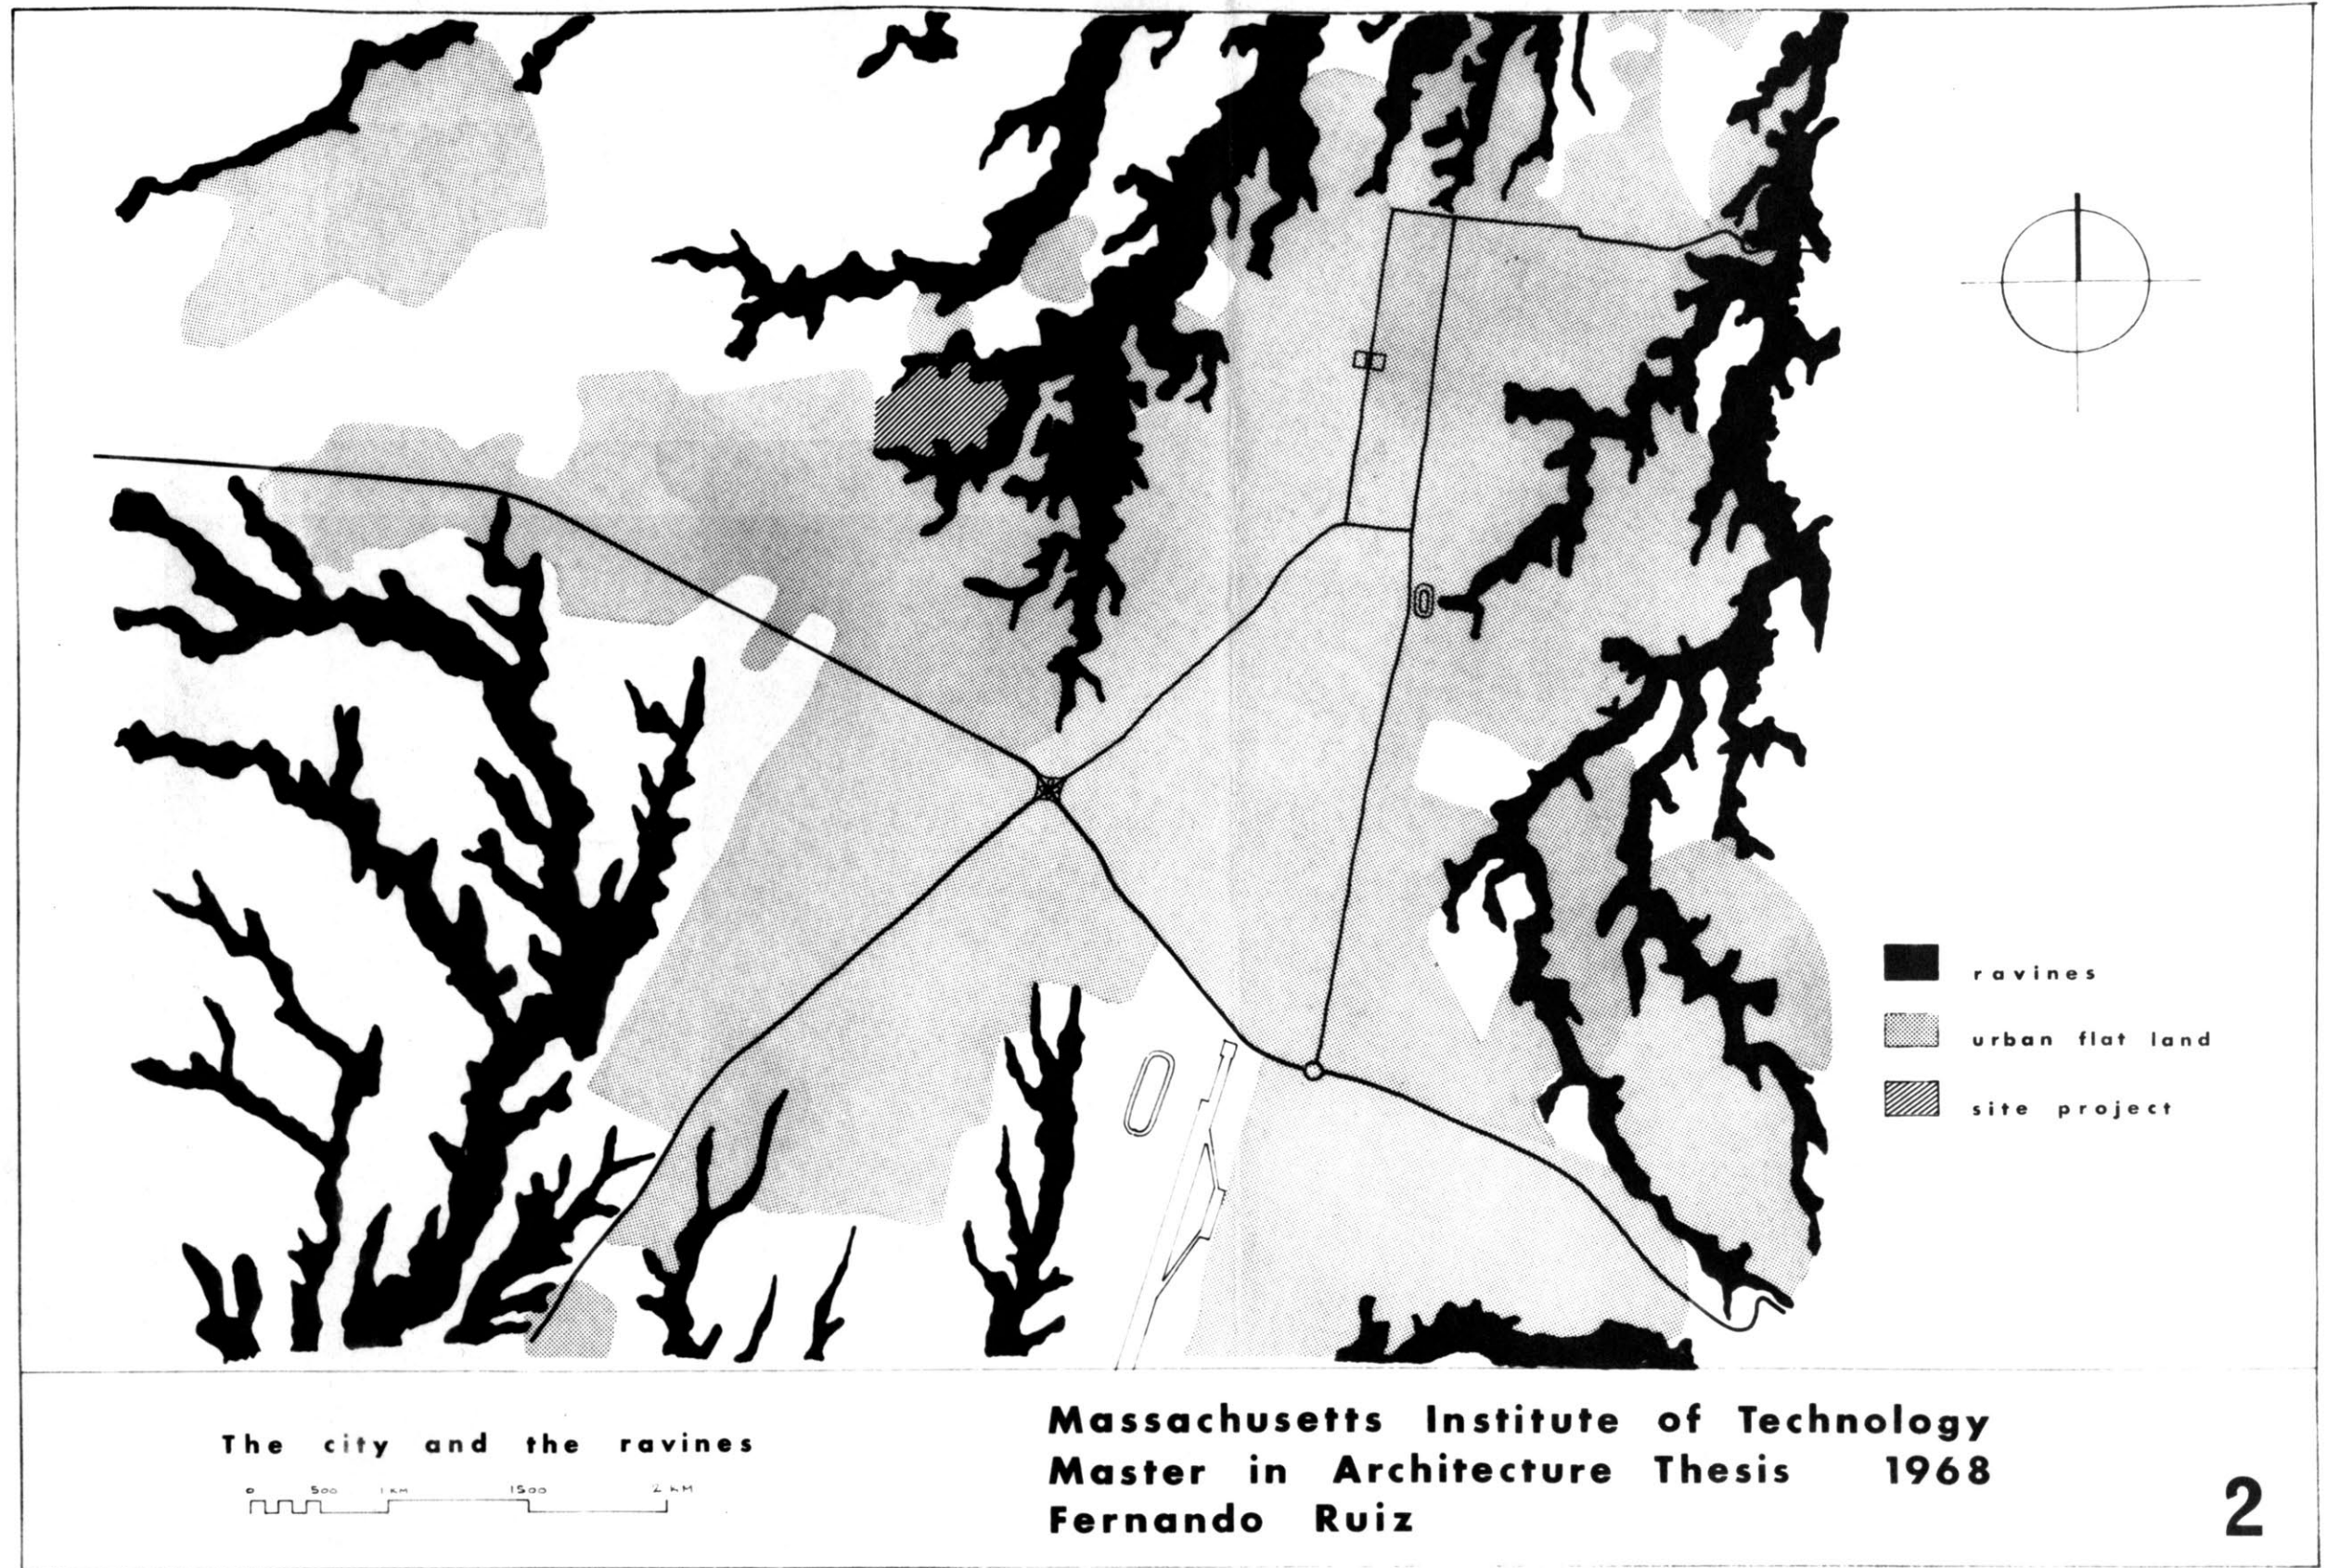 ravines
urban flat land
site project
The city and the ravines
0 500 1 KM 1500 2 KM
Massachusetts Institute of Technology
Master in Architecture Thesis 1968
Fernando Ruiz
2